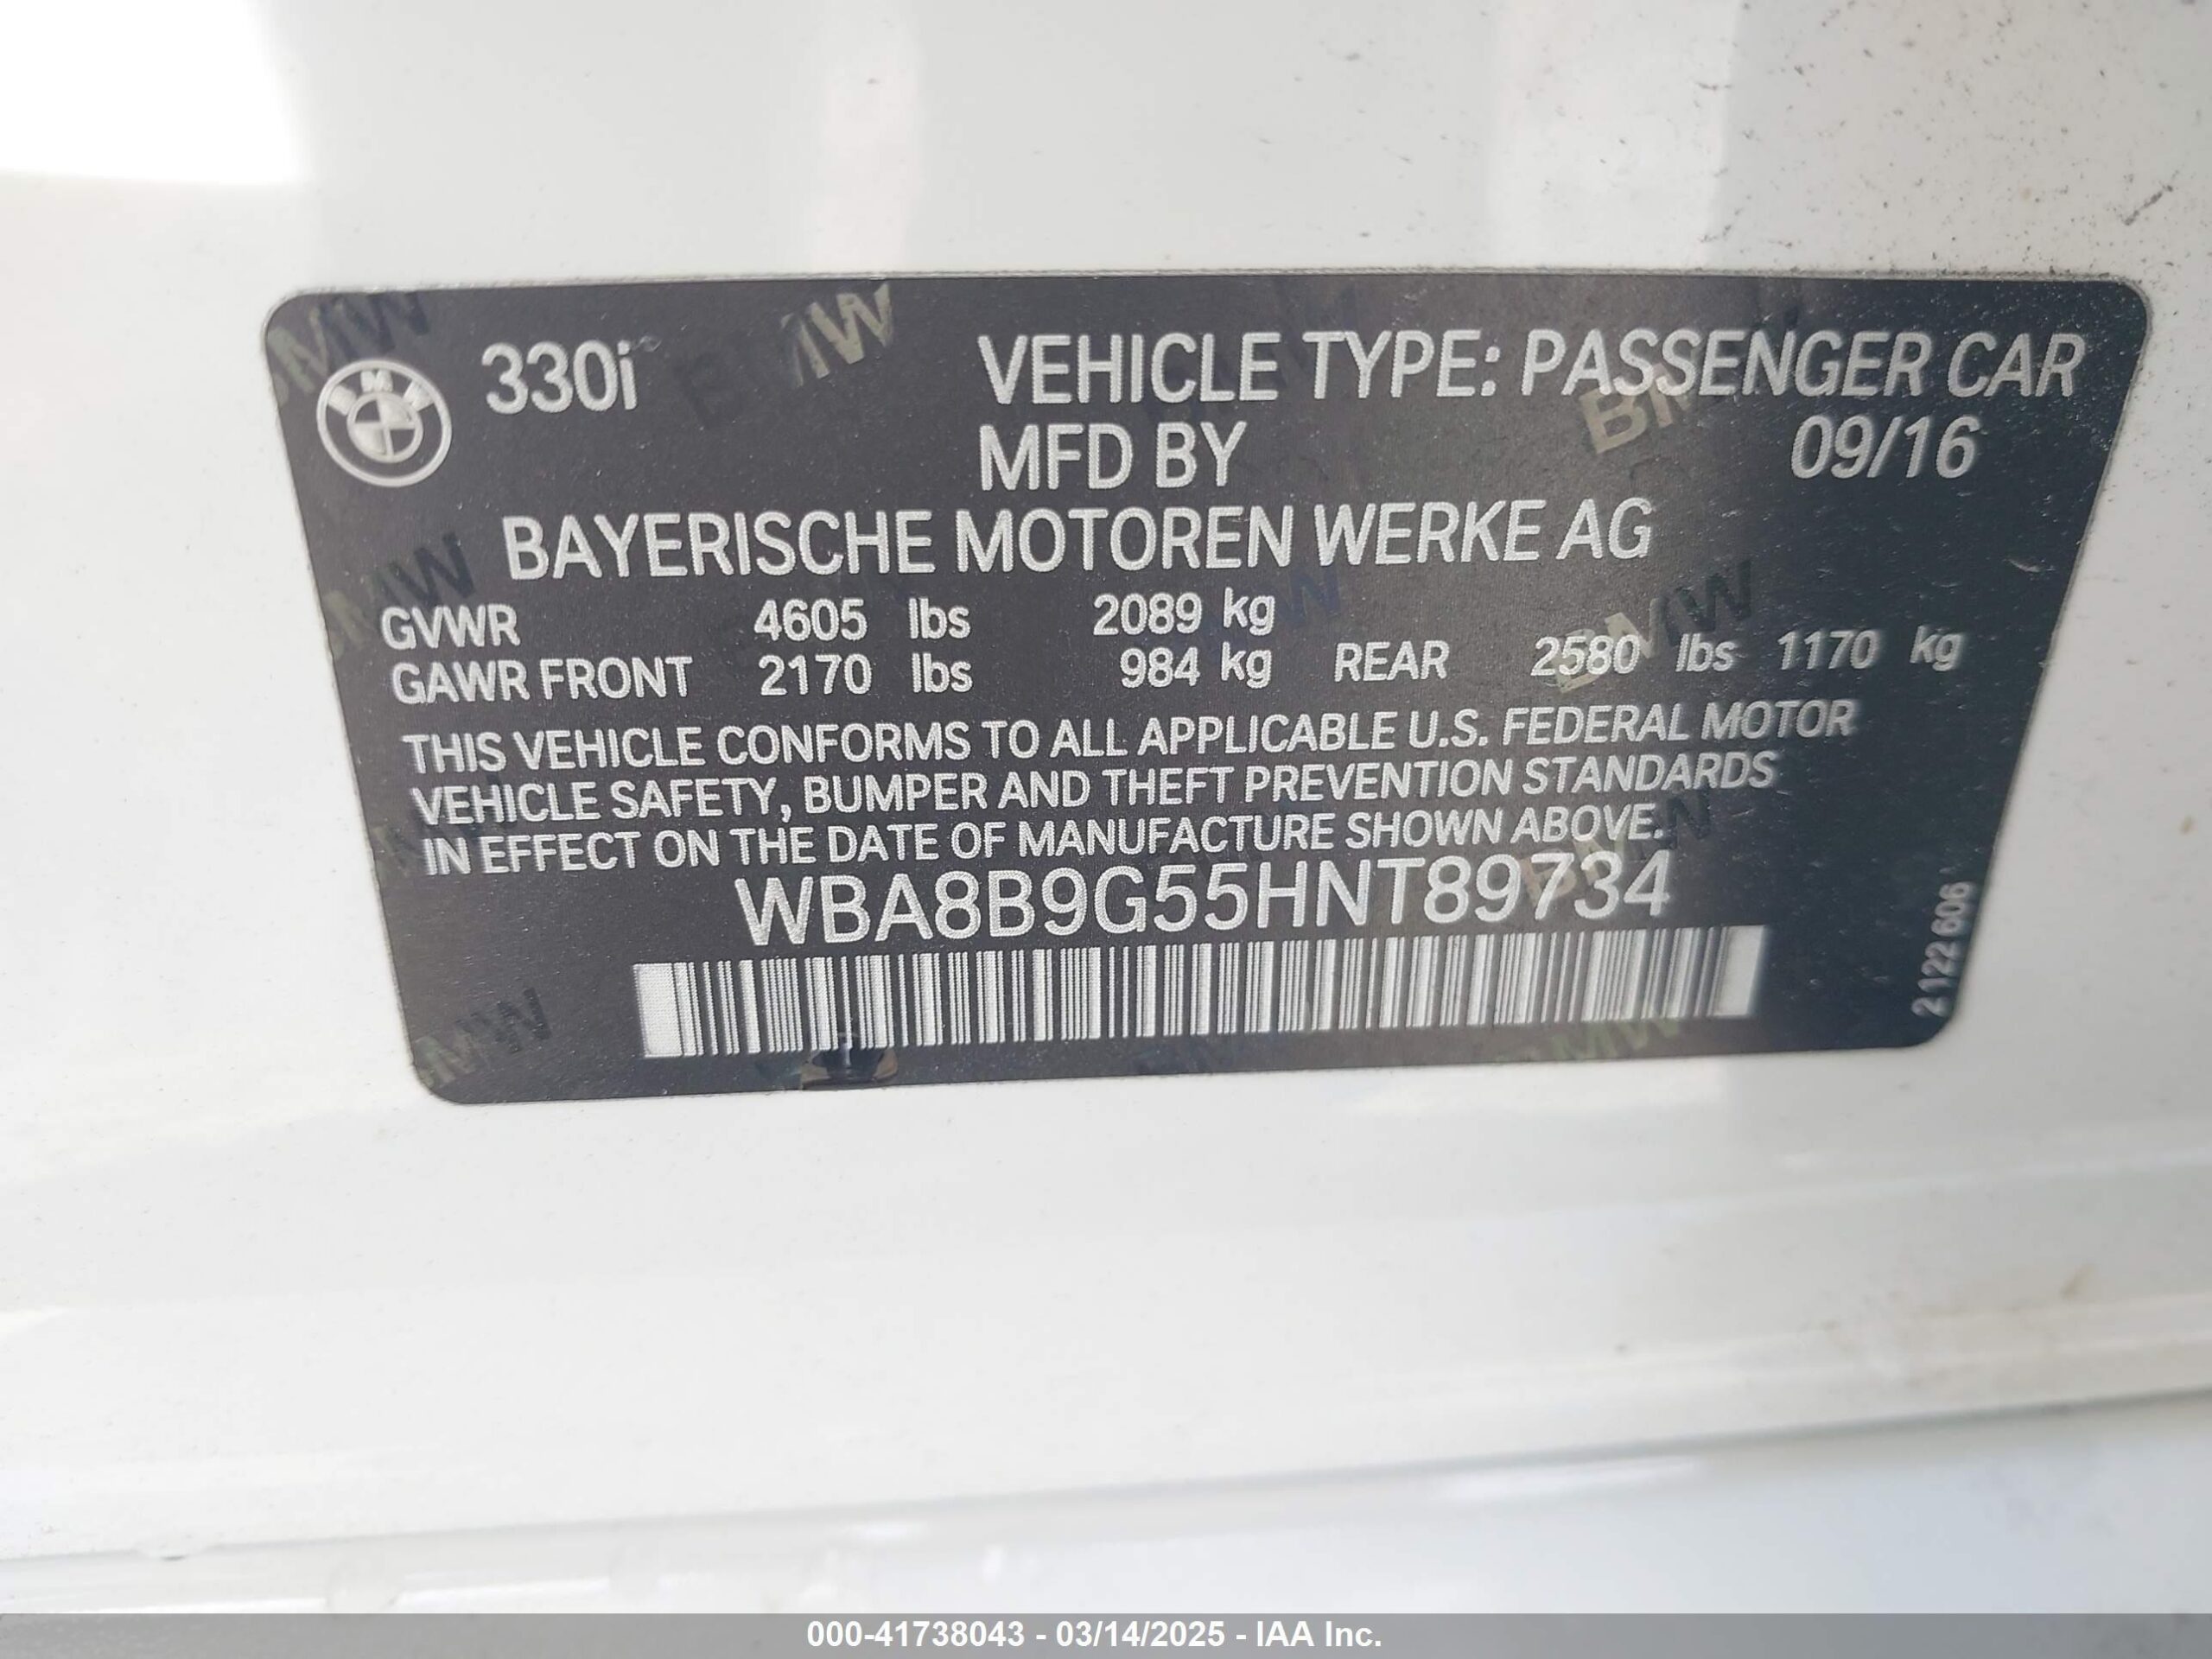 330i VEHICLE TYPE: PASSENGER CAR
MFD BY 09/16
BAYERISCHE MOTOREN WERKE AG
GVWR 4605 lbs 2089 kg
GAWR FRONT 2170 lbs 984 kg REAR 2580 lbs 1170 kg
THIS VEHICLE CONFORMS TO ALL APPLICABLE U.S. FEDERAL MOTOR
VEHICLE SAFETY, BUMPER AND THEFT PREVENTION STANDARDS
IN EFFECT ON THE DATE OF MANUFACTURE SHOWN ABOVE.
WBA8B9G55HNT89734
2122606
000-41738043 - 03/14/2025 - IAA Inc.